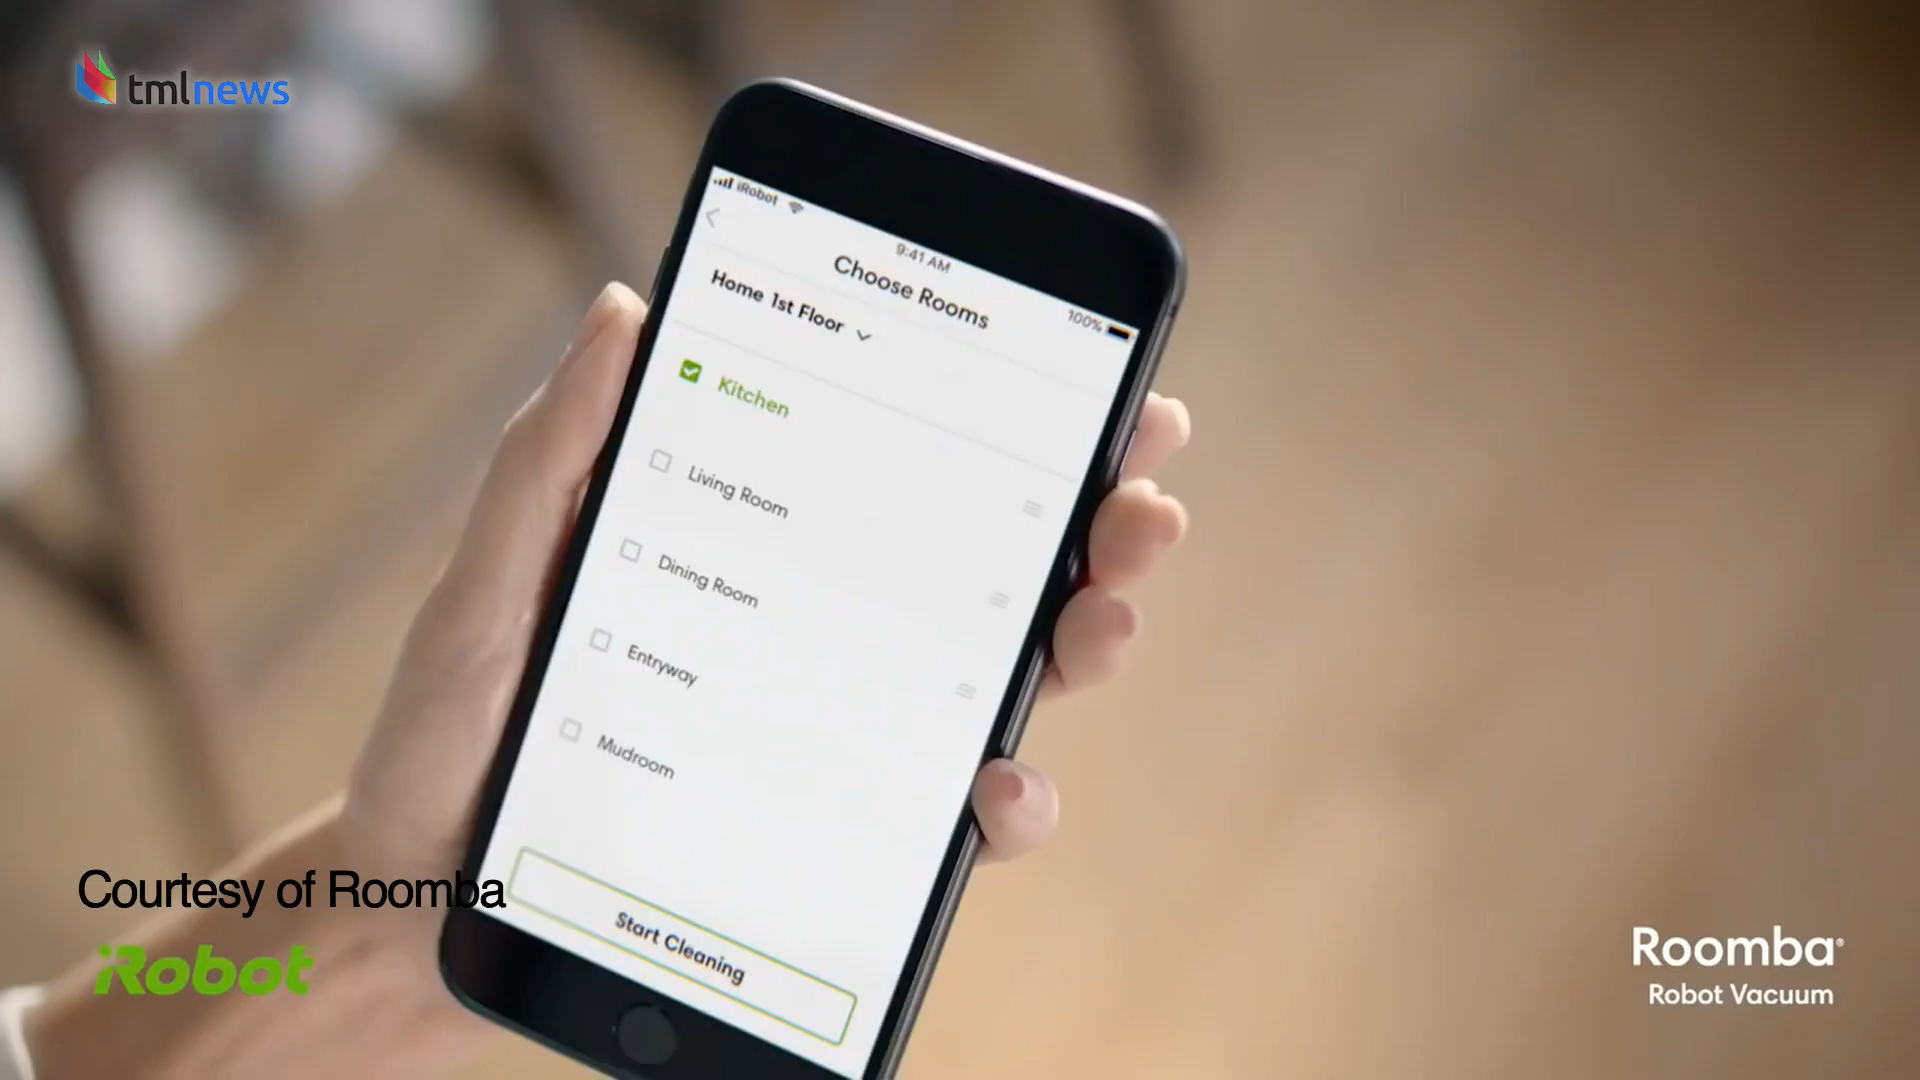 tmlnews
iRobot
9:41 AM
100%
Choose Rooms
Home 1st Floor
Kitchen
Living Room
Dining Room
Entryway
Mudroom
Start Cleaning
Courtesy of Roomba
iRobot
Roomba®
Robot Vacuum